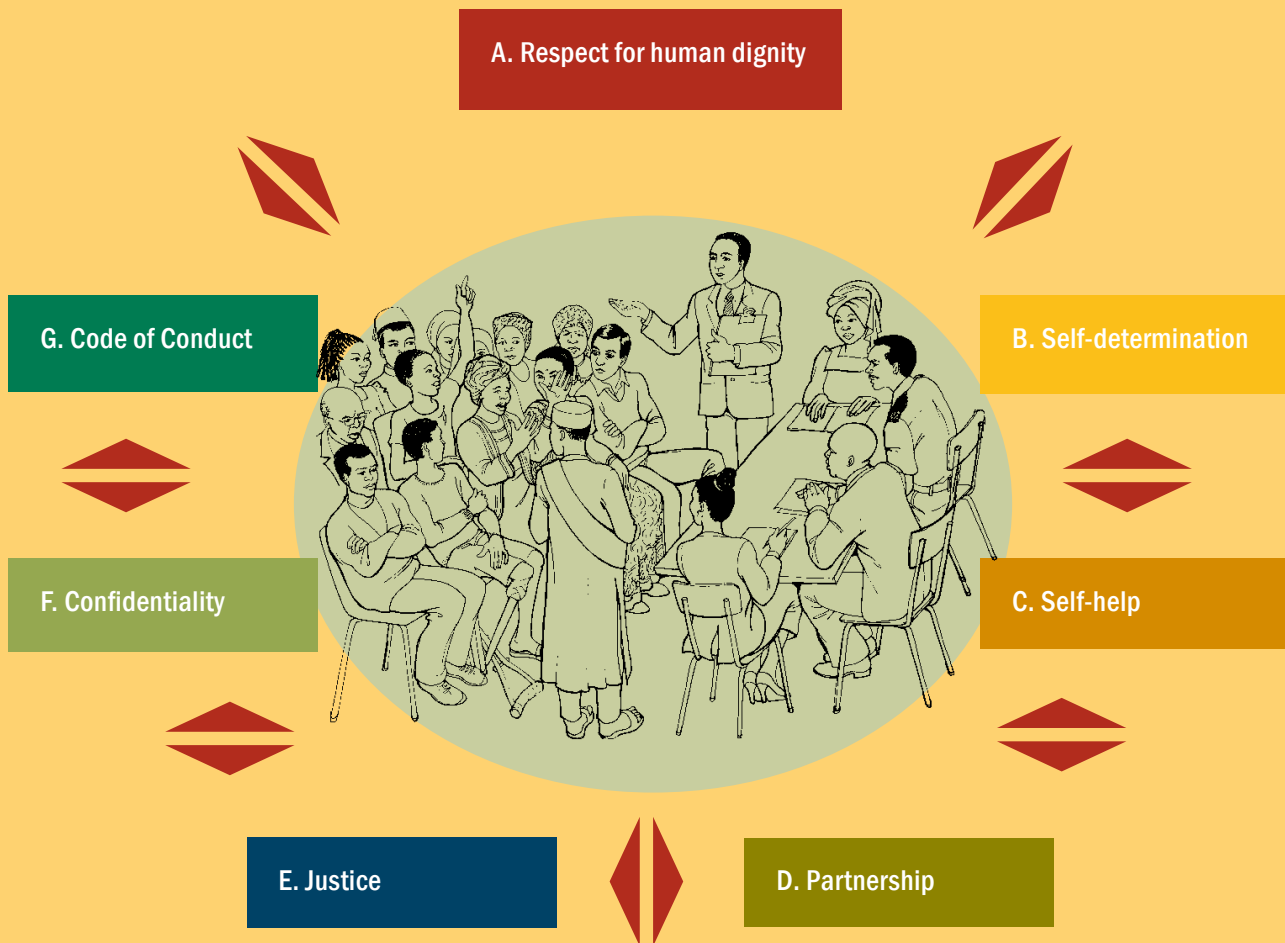 A. Respect for human dignity
G. Code of Conduct
B. Self-determination
F. Confidentiality
C. Self-help
E. Justice
D. Partnership